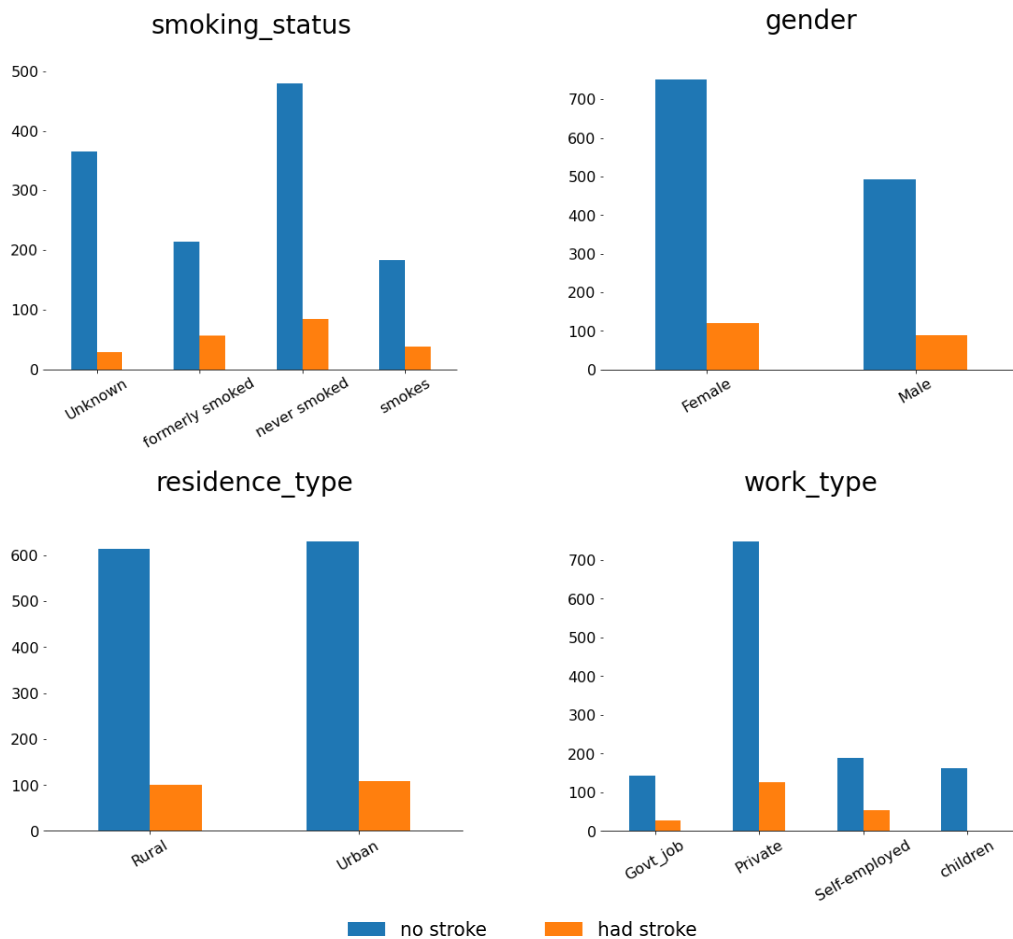 smoking_status
500
400
300
200
100
0
Unknown
formerly smoked
never smoked
smokes
gender
700
600
500
400
300
200
100
0
Female
Male
residence_type
600
500
400
300
200
100
0
Rural
Urban
work_type
700
600
500
400
300
200
100
0
Govt_job
Private
Self-employed
children
no stroke
had stroke